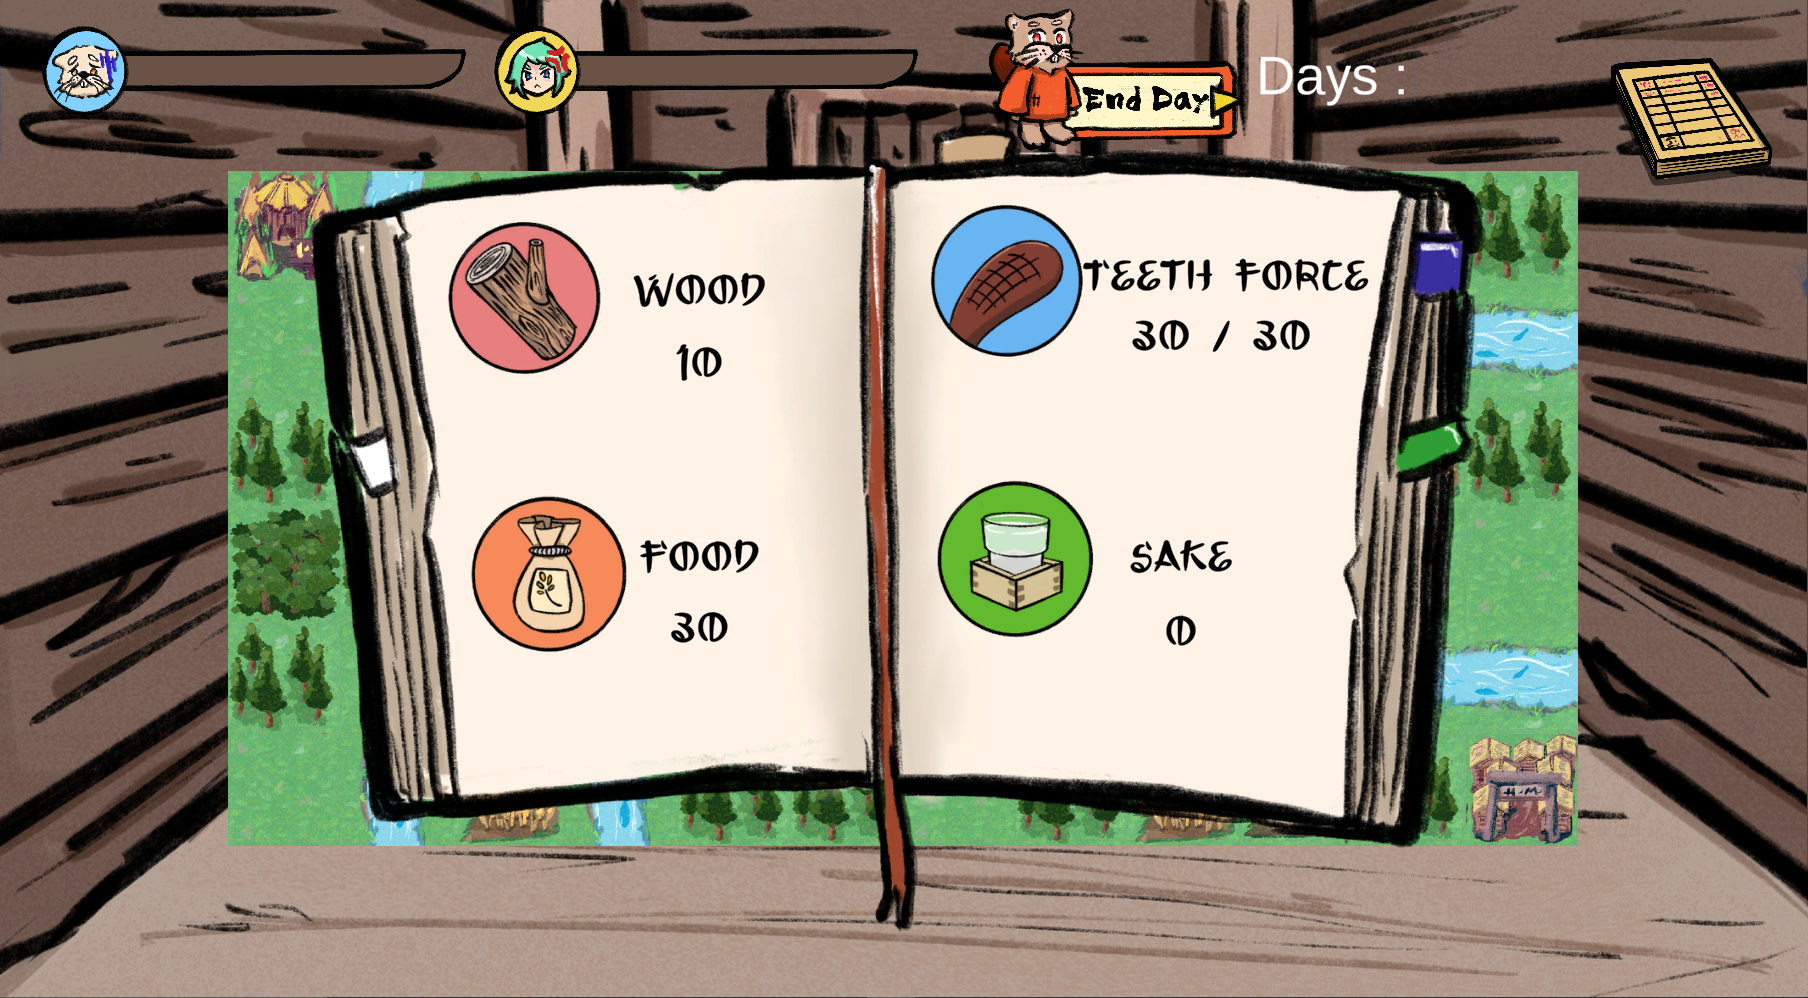 End Day
Days :
WOOD
10
TEETH FORCE
30 / 30
FOOD
30
SAKE
0
H.M